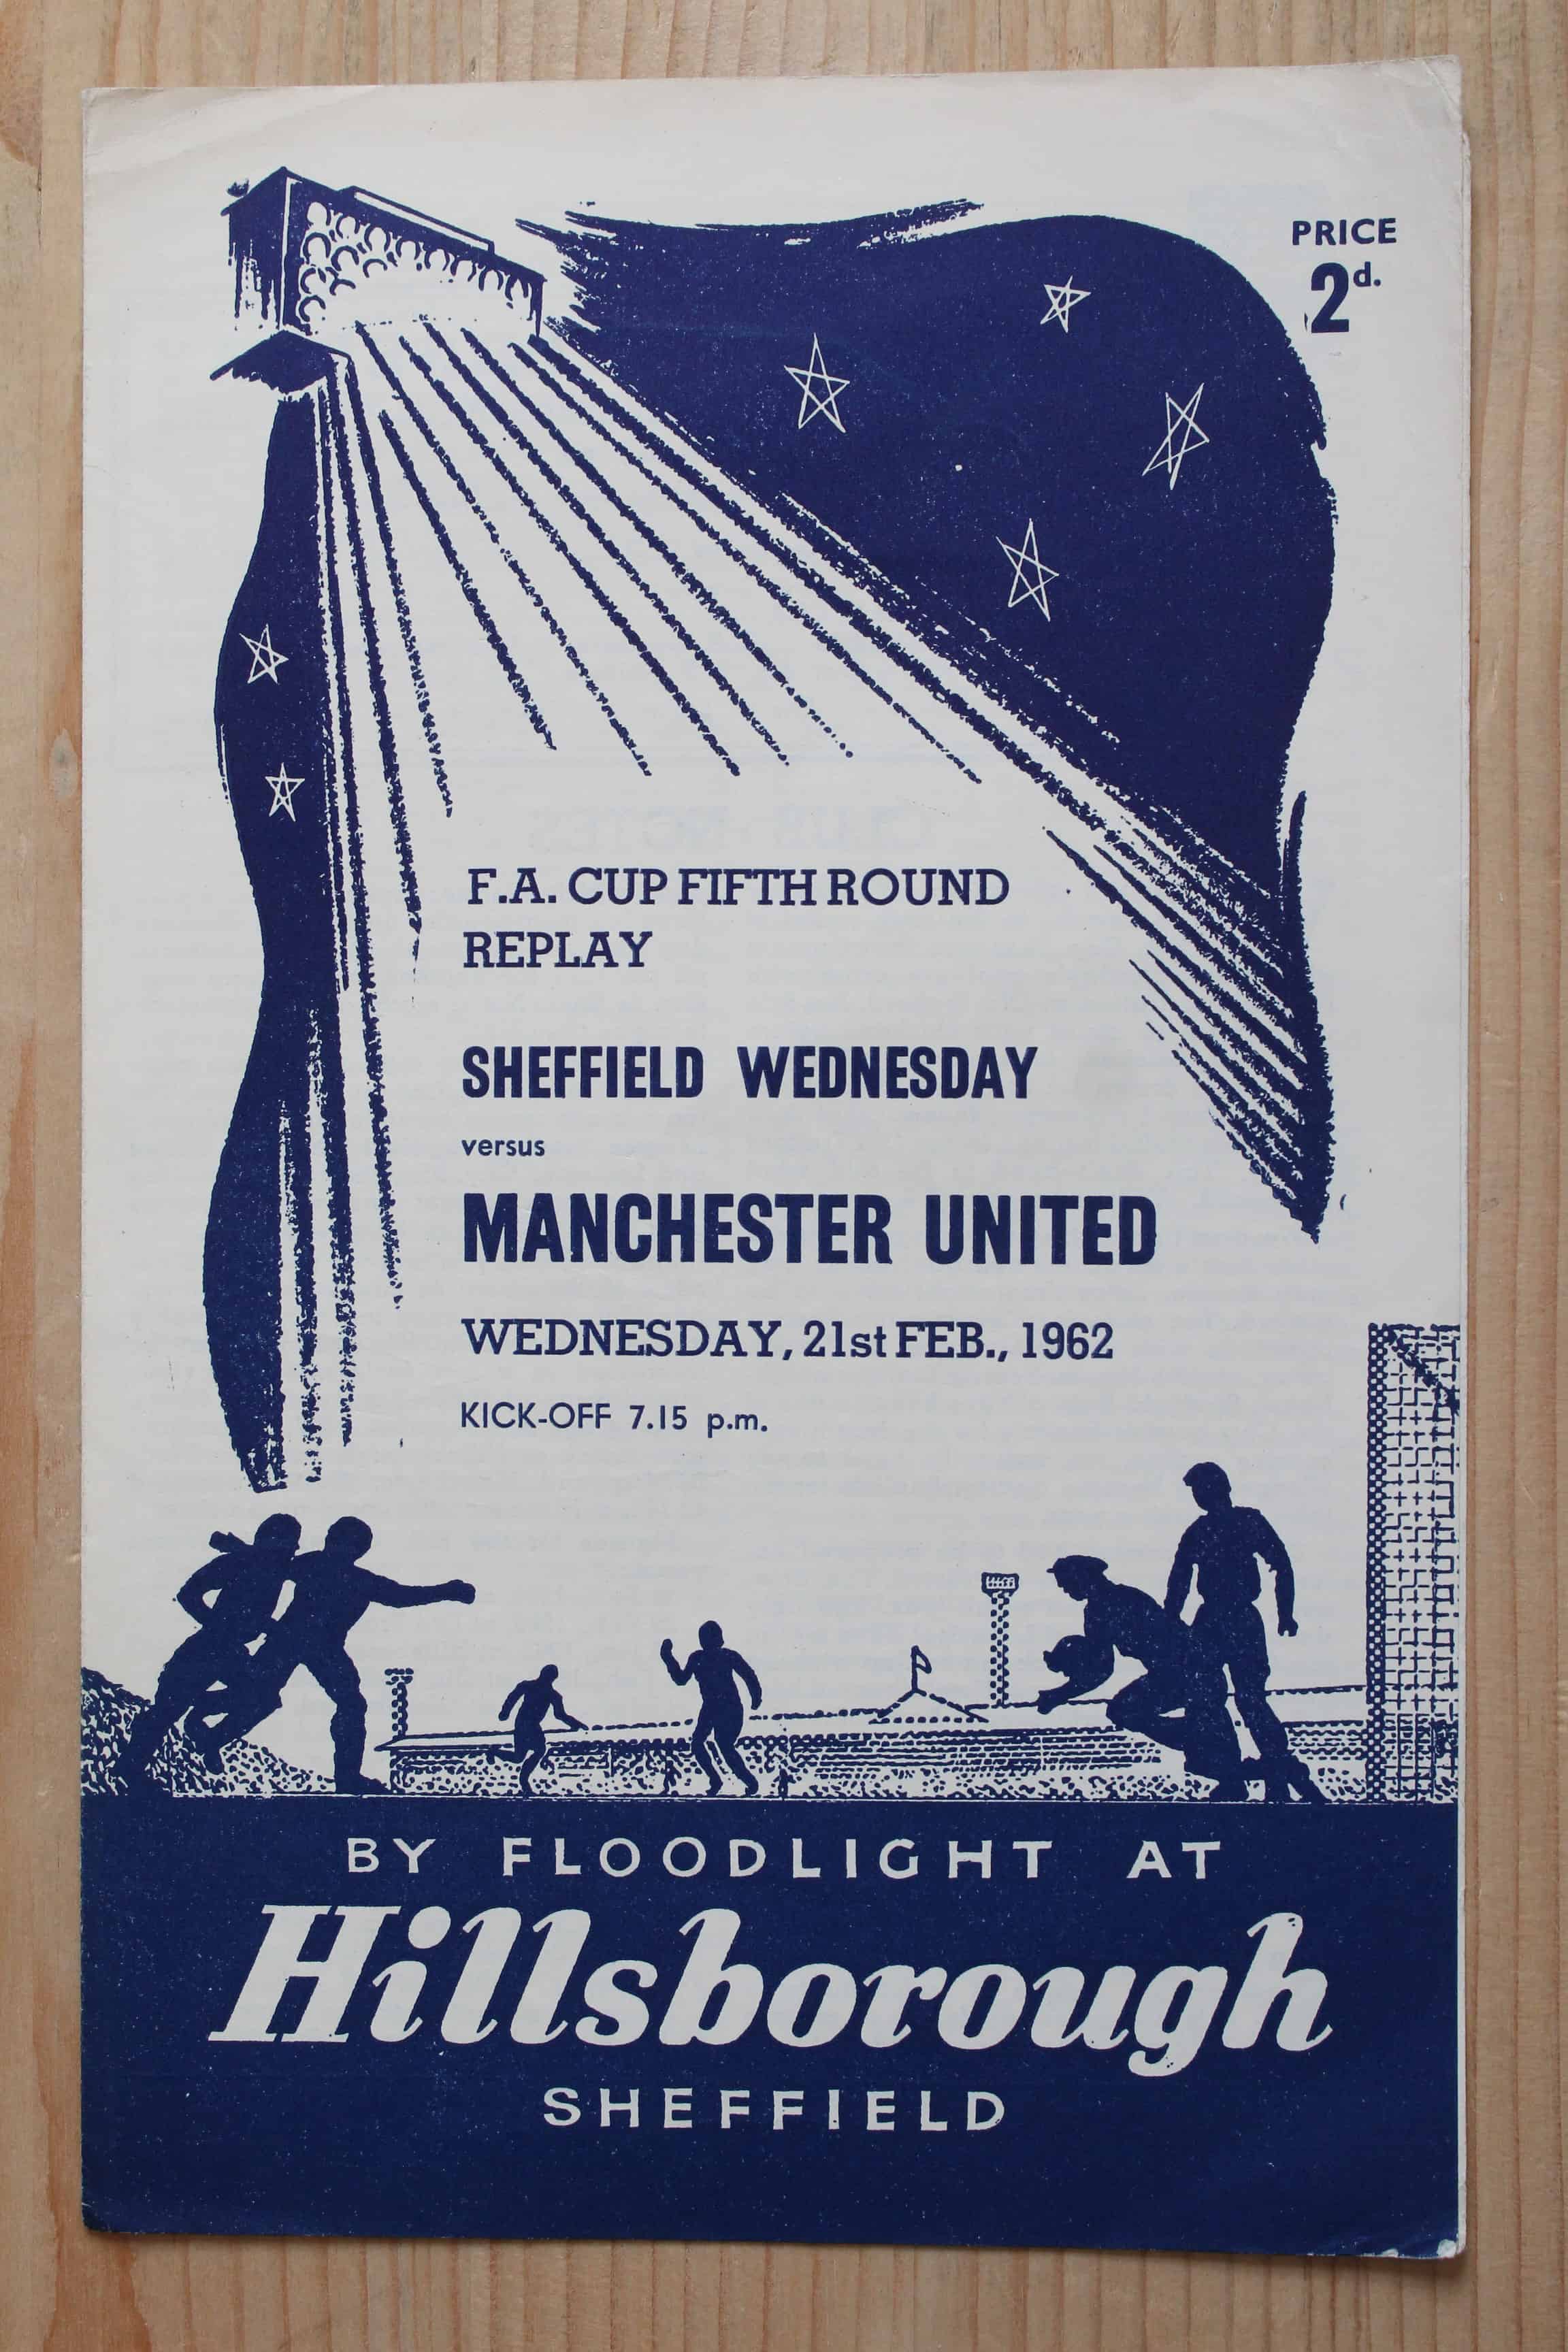 PRICE
2d.
F.A. CUP FIFTH ROUND
REPLAY
SHEFFIELD WEDNESDAY
versus
MANCHESTER UNITED
WEDNESDAY, 21st FEB., 1962
KICK-OFF 7.15 p.m.
BY FLOODLIGHT AT
Hillsborough
SHEFFIELD